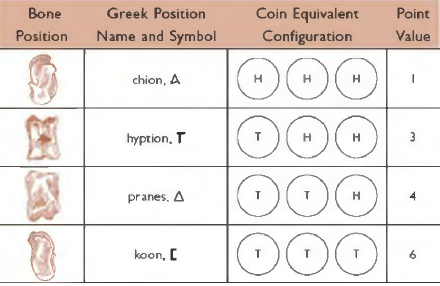 Bone Position Greek Position Name and Symbol Coin Equivalent Configuration Point Value
chion, Δ H H H 1
hyption, Τ T H H 3
pranes, Δ T T H 4
koon, Ε T T T 6